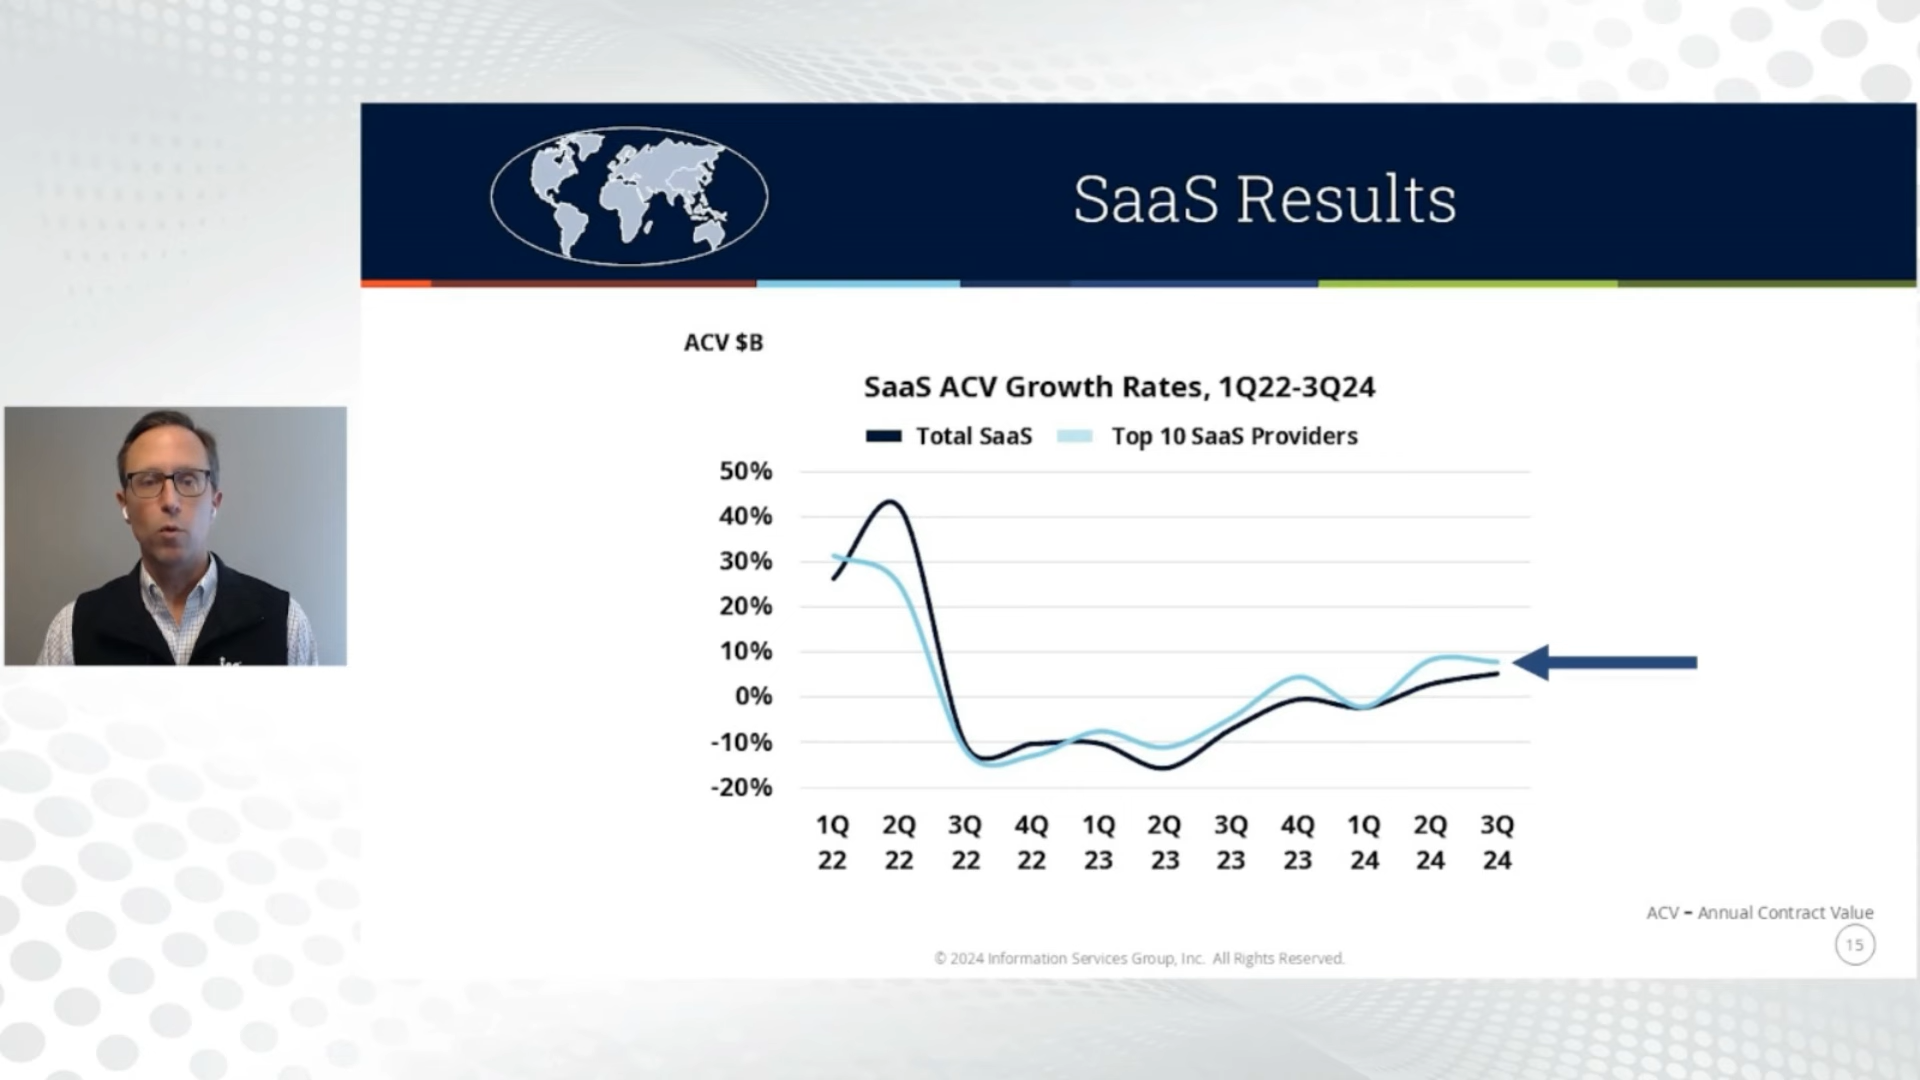 SaaS Results
ACV $B
SaaS ACV Growth Rates, 1Q22-3Q24
Total SaaS Top 10 SaaS Providers
50%
40%
30%
20%
10%
0%
-10%
-20%
1Q 2Q 3Q 4Q 1Q 2Q 3Q 4Q 1Q 2Q 3Q
22 22 22 22 23 23 23 23 24 24 24
ACV – Annual Contract Value
15
© 2024 Information Services Group, Inc. All Rights Reserved.